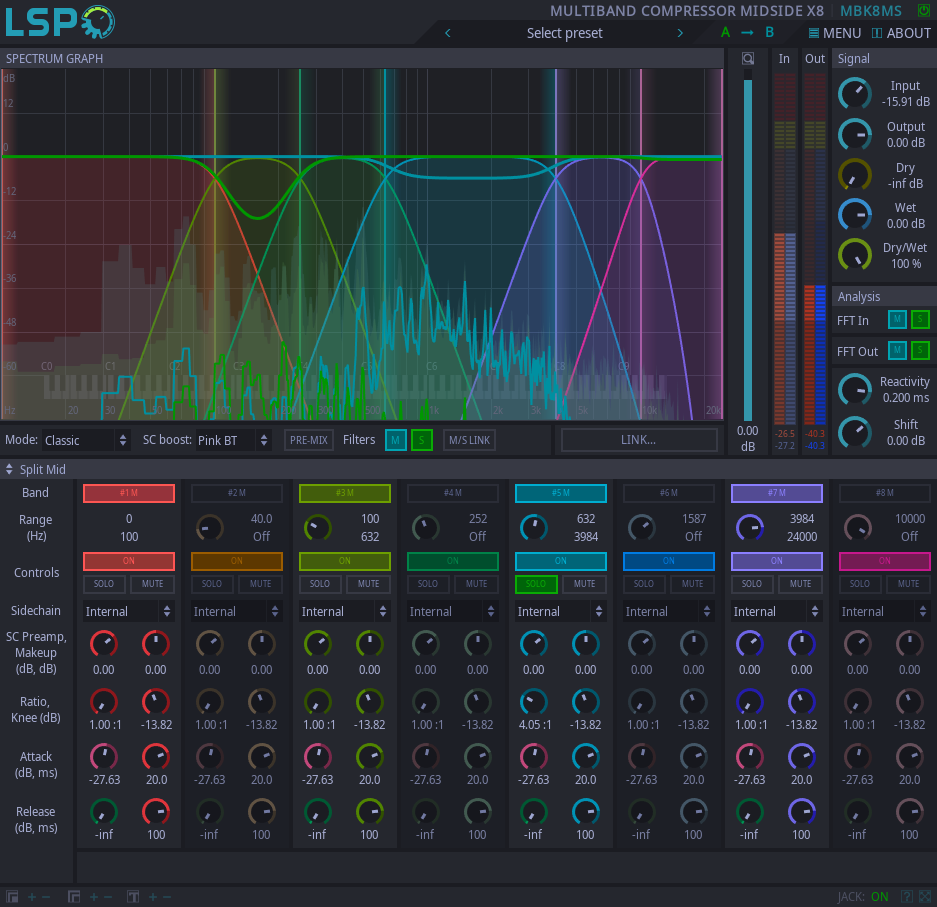 LSP
MULTIBAND COMPRESSOR MIDSIDE X8 MBK8MS
Select preset A B MENU ABOUT
SPECTRUM GRAPH In Out Signal
dB
12
0
-12
-24
-36
-48
-60
C0 C1 C2 C3 C4 C5 C6 C8 C9
Hz 20 30 1k 2k 3k 5k 10k 20k
0.00
dB
-26.5 -40.3
-27.2 -40.3
Input
-15.91 dB
Output
0.00 dB
Dry
-inf dB
Wet
0.00 dB
Dry/Wet
100 %
Analysis
FFT In M S
FFT Out M S
Reactivity
0.200 ms
Shift
0.00 dB
Mode: Classic SC boost: Pink BT PRE-MIX Filters M S M/S LINK LINK...
Split Mid
Band #1 M #2 M #3 M #4 M #5 M #6 M #7 M #8 M
Range 0 40.0 100 252 632 1587 3984 10000
(Hz) 100 Off 632 Off 3984 Off 24000 Off
Controls ON ON ON ON ON ON ON ON
SOLO MUTE SOLO MUTE SOLO MUTE SOLO MUTE SOLO MUTE SOLO MUTE SOLO MUTE SOLO MUTE
Sidechain Internal Internal Internal Internal Internal Internal Internal Internal
SC Preamp,
Makeup
(dB, dB) 0.00 0.00 0.00 0.00 0.00 0.00 0.00 0.00 0.00 0.00 0.00 0.00 0.00 0.00 0.00 0.00
Ratio,
Knee (dB) 1.00 :1 -13.82 1.00 :1 -13.82 1.00 :1 -13.82 1.00 :1 -13.82 4.05 :1 -13.82 1.00 :1 -13.82 1.00 :1 -13.82 1.00 :1 -13.82
Attack
(dB, ms) -27.63 20.0 -27.63 20.0 -27.63 20.0 -27.63 20.0 -27.63 20.0 -27.63 20.0 -27.63 20.0 -27.63 20.0
Release
(dB, ms) -inf 100 -inf 100 -inf 100 -inf 100 -inf 100 -inf 100 -inf 100 -inf 100
JACK: ON